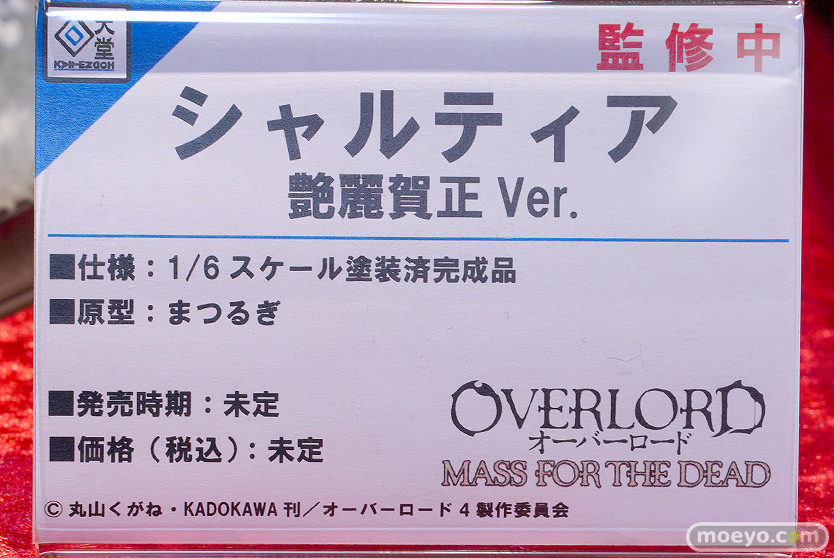 天堂
KADEZGOH
監修中
シャルティア
艶麗賀正 Ver.
■仕様：1/6 スケール塗装済完成品
■原型：まつるぎ
■発売時期：未定
■価格（税込）：未定
OVERLORD
オーバーロード
MASS FOR THE DEAD
© 丸山くがね・KADOKAWA 刊／オーバーロード 4 製作委員会
moeyo.com